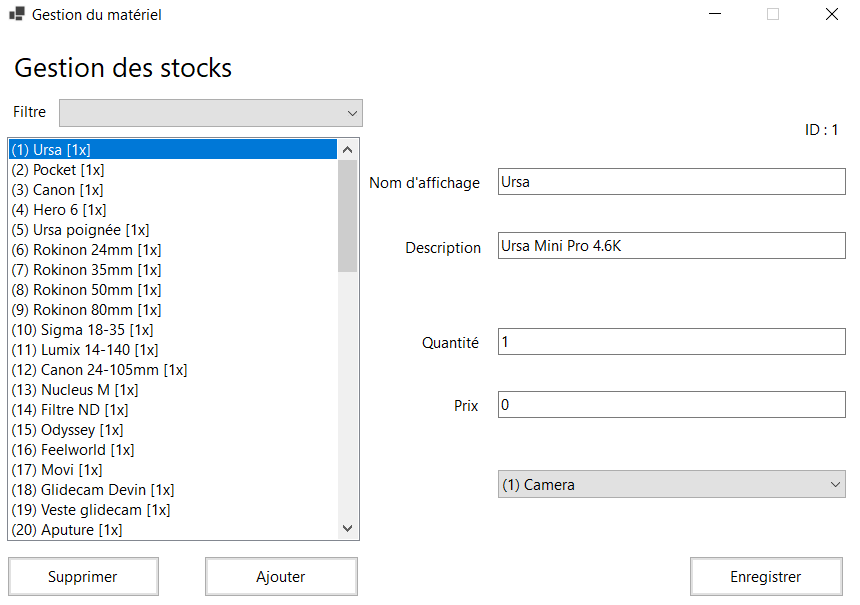 Gestion du matériel
Gestion des stocks
Filtre
(1) Ursa [1x]
(2) Pocket [1x]
(3) Canon [1x]
(4) Hero 6 [1x]
(5) Ursa poignée [1x]
(6) Rokinon 24mm [1x]
(7) Rokinon 35mm [1x]
(8) Rokinon 50mm [1x]
(9) Rokinon 80mm [1x]
(10) Sigma 18-35 [1x]
(11) Lumix 14-140 [1x]
(12) Canon 24-105mm [1x]
(13) Nucleus M [1x]
(14) Filtre ND [1x]
(15) Odyssey [1x]
(16) Feelworld [1x]
(17) Movi [1x]
(18) Glidecam Devin [1x]
(19) Veste glidecam [1x]
(20) Aputure [1x]
Supprimer
Ajouter
ID : 1
Nom d'affichage Ursa
Description Ursa Mini Pro 4.6K
Quantité 1
Prix 0
(1) Camera
Enregistrer